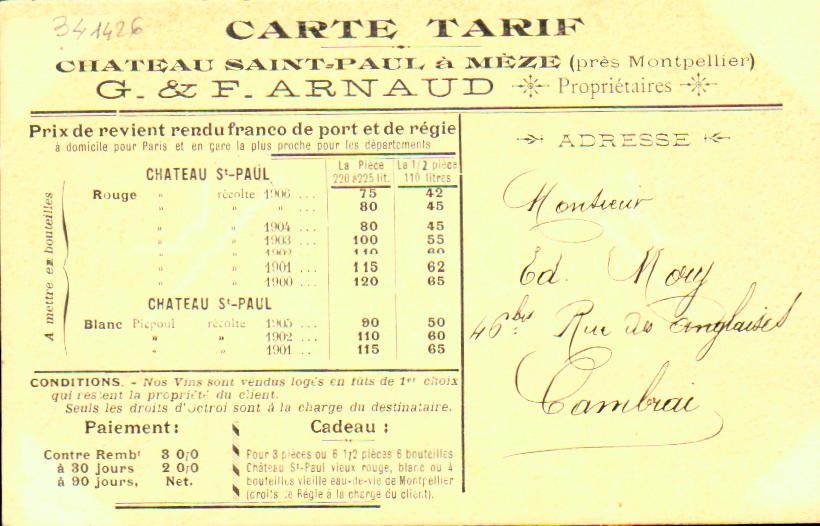 341426
CARTE TARIF
CHATEAU SAINT-PAUL à MÈZE (près Montpellier)
G. & F. ARNAUD Propriétaires
Prix de revient rendu franco de port et de régie
à domicile pour Paris et en gare la plus proche pour les départements
La Pièce La 1/2 pièce
220 à 225 lit. 110 litres
A mettre en bouteilles
CHATEAU St-PAUL
Rouge " récolte 1906 ... 75 42
" " " ... 80 45
" " 1904 ... 80 45
" " 1903 ... 100 55
" " 1902 ... 110 60
" " 1901 ... 115 62
" " 1900 ... 120 65
CHATEAU St-PAUL
Blanc Picpoul récolte 1905 ... 90 50
" " 1902 ... 110 60
" " 1901 ... 115 65
CONDITIONS. - Nos Vins sont vendus logés en fûts de 1er choix
qui restent la propriété du client.
Seuls les droits d'Octroi sont à la charge du destinataire.
Paiement :
Contre Rembt 3 0/0
à 30 jours 2 0/0
à 90 jours, Net.
Cadeau :
Pour 3 pièces ou 6 1/2 pièces 6 bouteilles
Château St-Paul vieux rouge, blanc ou 4
bouteilles vieille eau-de-vie de Montpellier
(droits de Régie à la charge du client).
ADRESSE
Monsieur
Ed. Mory
46 bis Rue des Anglaises
Cambrai